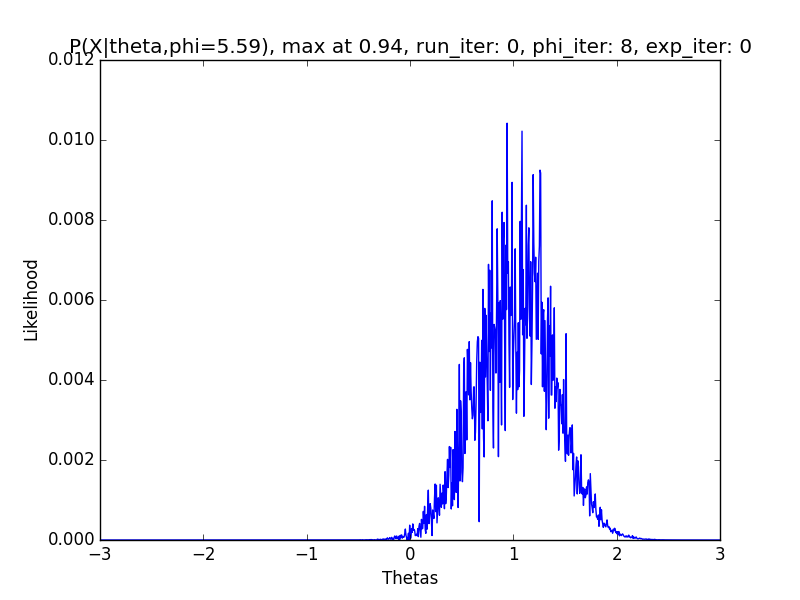 P(X|theta,phi=5.59), max at 0.94, run_iter: 0, phi_iter: 8, exp_iter: 0
0.012
0.010
0.008
0.006
0.004
0.002
0.000
Likelihood
−3 −2 −1 0 1 2 3
Thetas